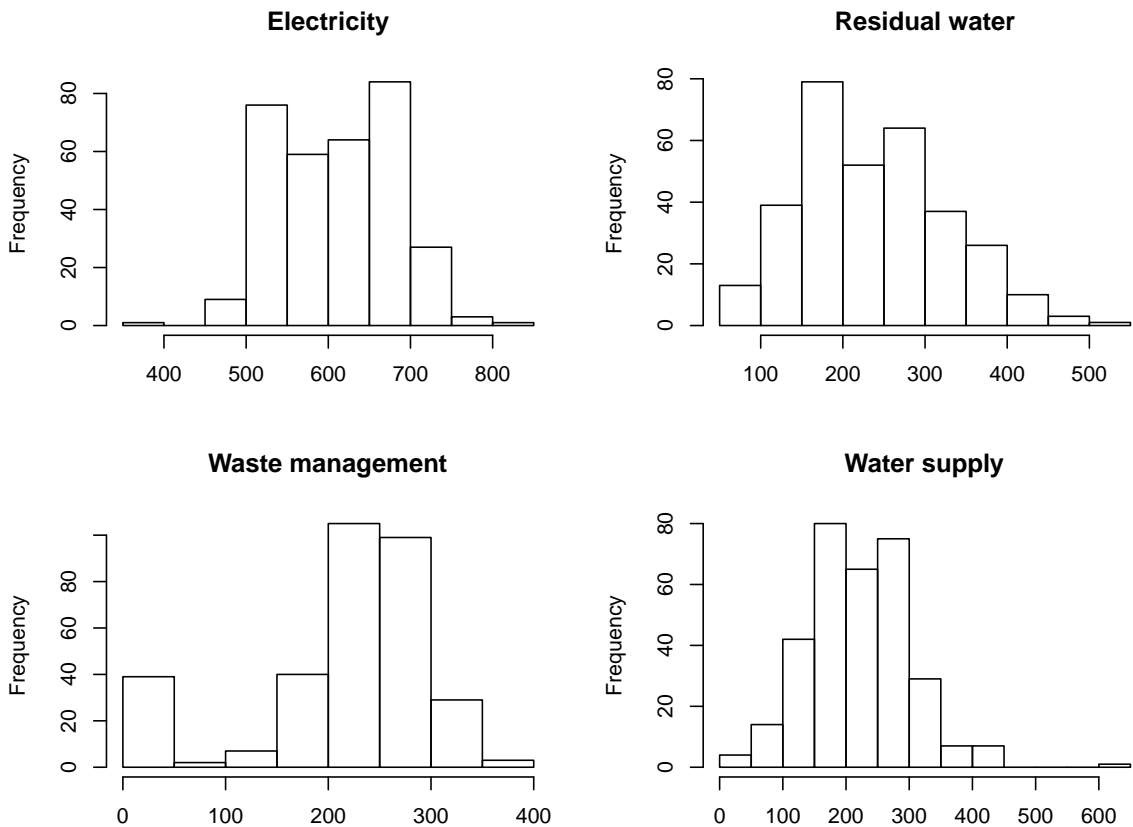 Electricity
Frequency
0 20 40 60 80
400 500 600 700 800
Residual water
Frequency
0 20 40 60 80
100 200 300 400 500
Waste management
Frequency
0 20 40 60 80
0 100 200 300 400
Water supply
Frequency
0 20 40 60 80
0 100 200 300 400 500 600